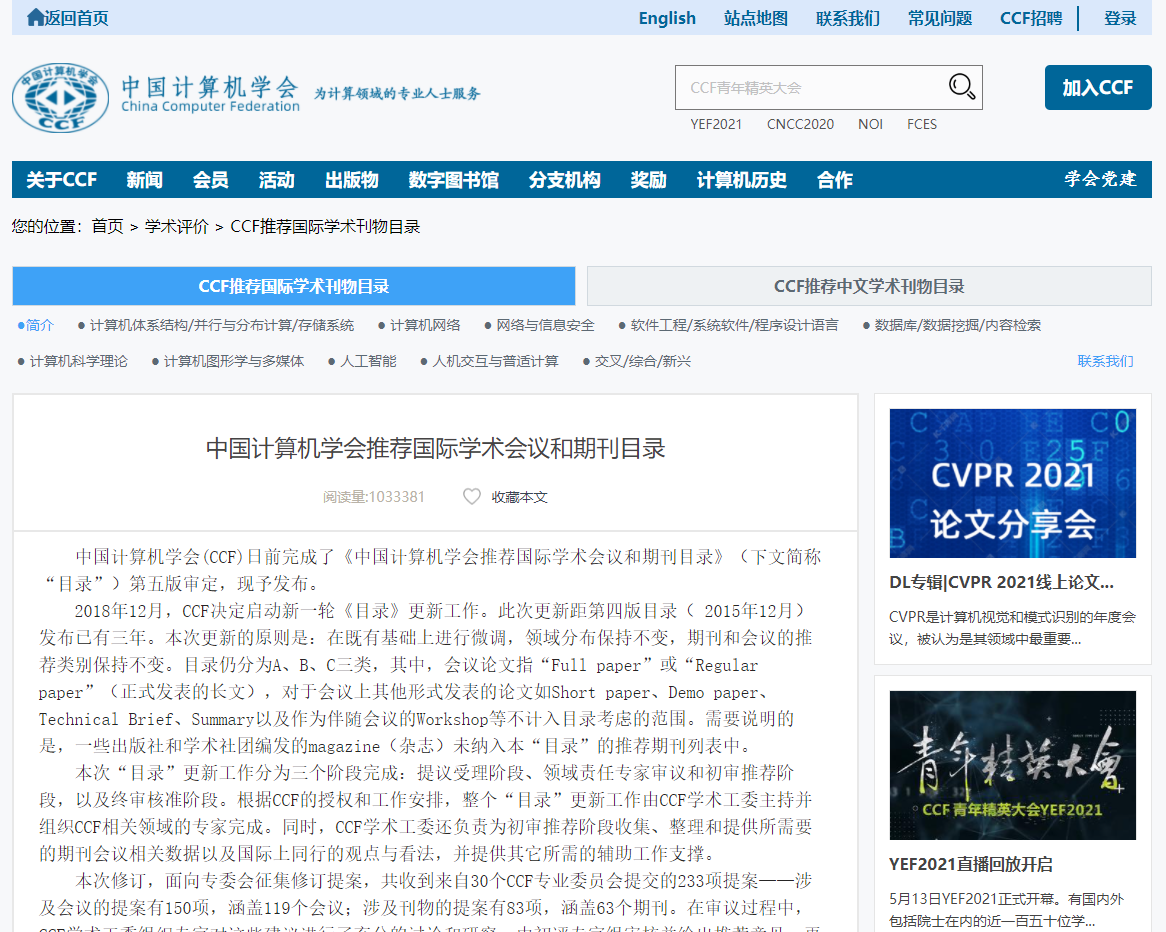 返回首页 English 站点地图 联系我们 常见问题 CCF招聘 登录
中国计算机学会
CCF
中国计算机学会
China Computer Federation
为计算领域的专业人士服务
CCF青年精英大会
加入CCF
YEF2021 CNCC2020 NOI FCES
关于CCF 新闻 会员 活动 出版物 数字图书馆 分支机构 奖励 计算机历史 合作 学会党建
您的位置：首页 > 学术评价 > CCF推荐国际学术刊物目录
CCF推荐国际学术刊物目录 CCF推荐中文学术刊物目录
●简介 ●计算机体系结构/并行与分布计算/存储系统 ●计算机网络 ●网络与信息安全 ●软件工程/系统软件/程序设计语言 ●数据库/数据挖掘/内容检索
●计算机科学理论 ●计算机图形学与多媒体 ●人工智能 ●人机交互与普适计算 ●交叉/综合/新兴 联系我们
中国计算机学会推荐国际学术会议和期刊目录
阅读量:1033381 收藏本文
中国计算机学会(CCF)日前完成了《中国计算机学会推荐国际学术会议和期刊目录》（下文简称
“目录”）第五版审定，现予发布。
2018年12月，CCF决定启动新一轮《目录》更新工作。此次更新距第四版目录（ 2015年12月）
发布已有三年。本次更新的原则是：在既有基础上进行微调，领域分布保持不变，期刊和会议的推
荐类别保持不变。目录仍分为A、B、C三类，其中，会议论文指“Full paper”或“Regular
paper”（正式发表的长文），对于会议上其他形式发表的论文如Short paper、Demo paper、
Technical Brief、Summary以及作为伴随会议的Workshop等不计入目录考虑的范围。需要说明的
是，一些出版社和学术社团编发的magazine（杂志）未纳入本“目录”的推荐期刊列表中。
本次“目录”更新工作分为三个阶段完成：提议受理阶段、领域责任专家审议和初审推荐阶
段，以及终审核准阶段。根据CCF的授权和工作安排，整个“目录”更新工作由CCF学术工委主持并
组织CCF相关领域的专家完成。同时，CCF学术工委还负责为初审推荐阶段收集、整理和提供所需要
的期刊会议相关数据以及国际上同行的观点与看法，并提供其它所需的辅助工作支撑。
本次修订，面向专委会征集修订提案，共收到来自30个CCF专业委员会提交的233项提案——涉
及会议的提案有150项，涵盖119个会议；涉及刊物的提案有83项，涵盖63个期刊。在审议过程中，
CVPR 2021
论文分享会
DL专辑|CVPR 2021线上论文...
CVPR是计算机视觉和模式识别的年度会
议，被认为是其领域中最重要...
青年精英大會
CCF青年精英大会YEF2021
YEF2021直播回放开启
5月13日YEF2021正式开幕。有国内外
包括院士在内的近一百五十位学...